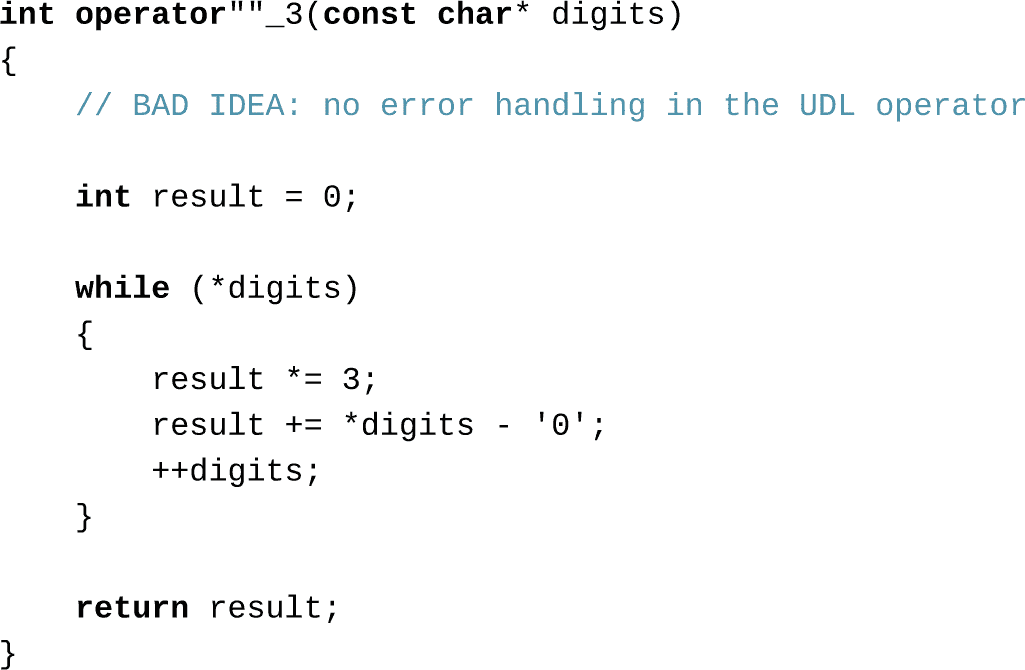 int operator""_3(const char* digits)
{
    // BAD IDEA: no error handling in the UDL operator
    int result = 0;
    while (*digits)
    {
        result *= 3;
        result += *digits - '0';
        ++digits;
    }
    return result;
}